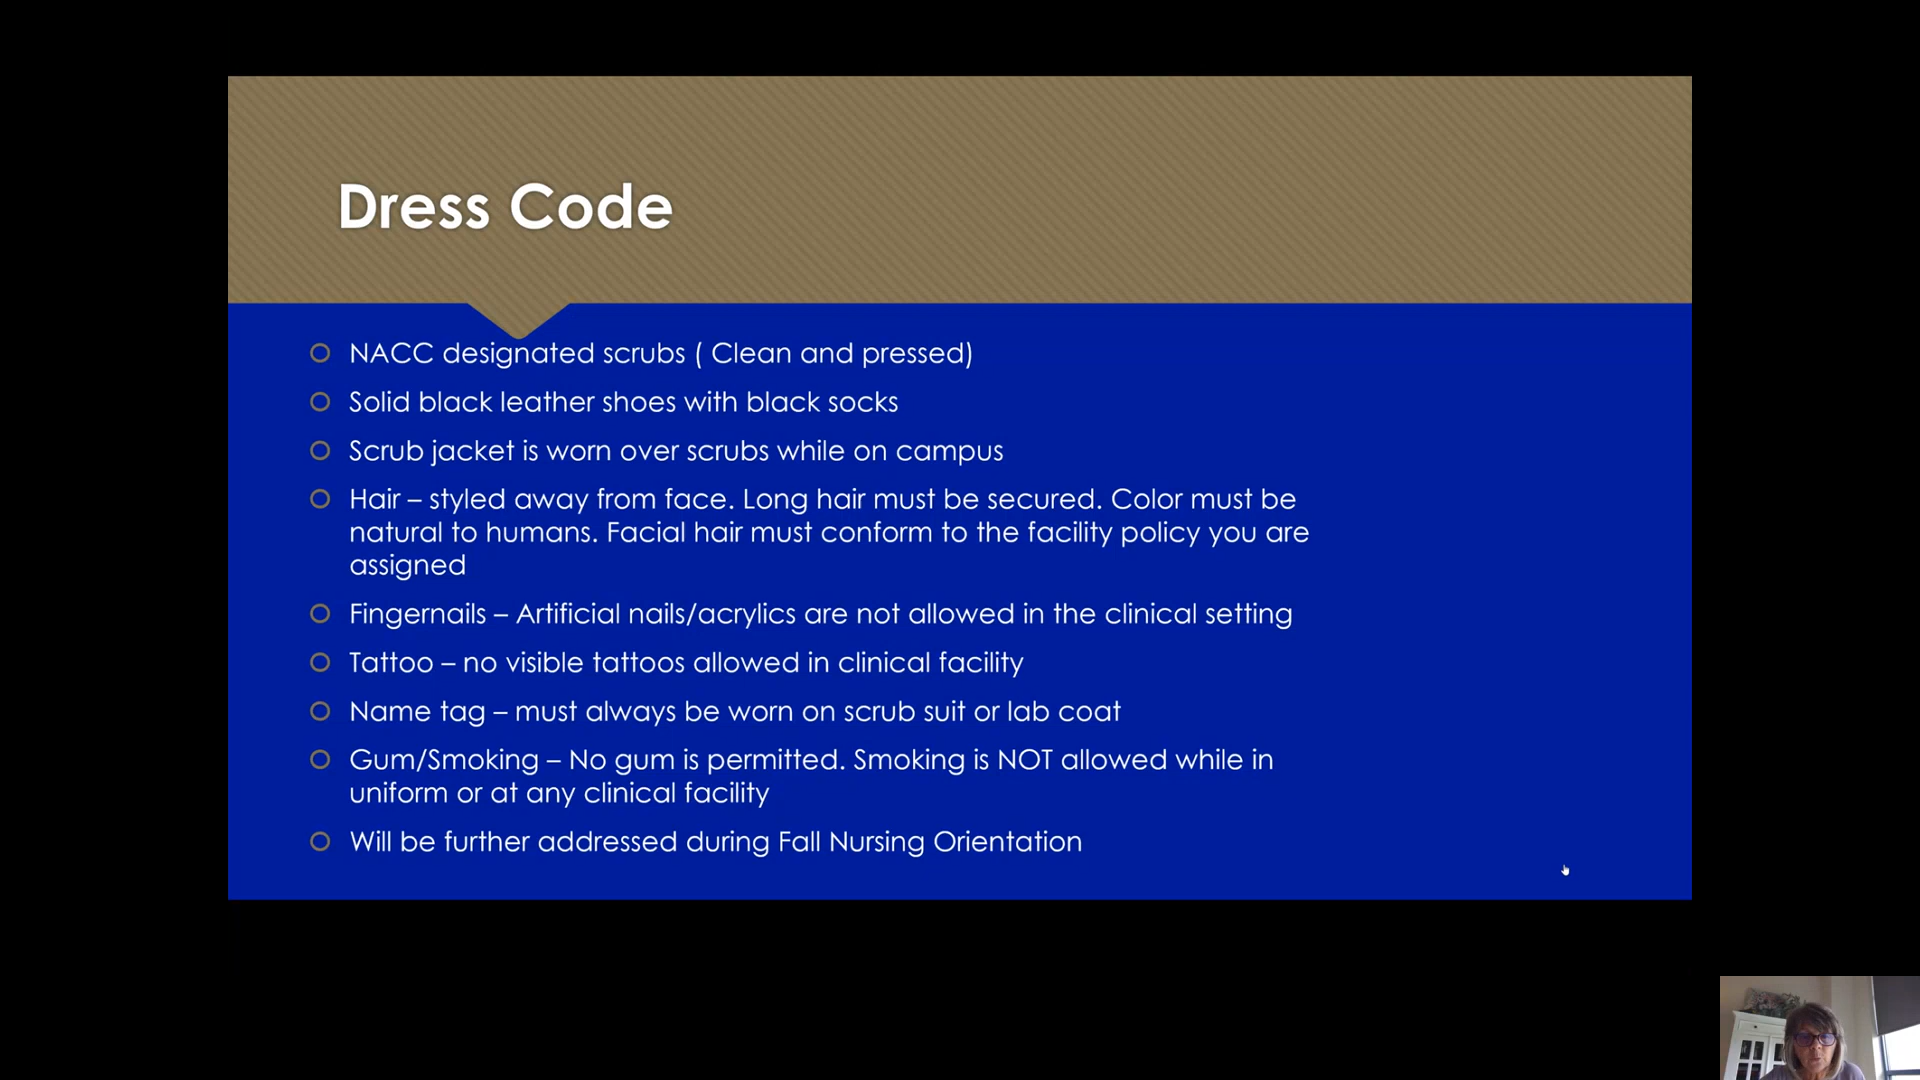 Dress Code
NACC designated scrubs ( Clean and pressed)
Solid black leather shoes with black socks
Scrub jacket is worn over scrubs while on campus
Hair – styled away from face. Long hair must be secured. Color must be
natural to humans. Facial hair must conform to the facility policy you are
assigned
Fingernails – Artificial nails/acrylics are not allowed in the clinical setting
Tattoo – no visible tattoos allowed in clinical facility
Name tag – must always be worn on scrub suit or lab coat
Gum/Smoking – No gum is permitted. Smoking is NOT allowed while in
uniform or at any clinical facility
Will be further addressed during Fall Nursing Orientation